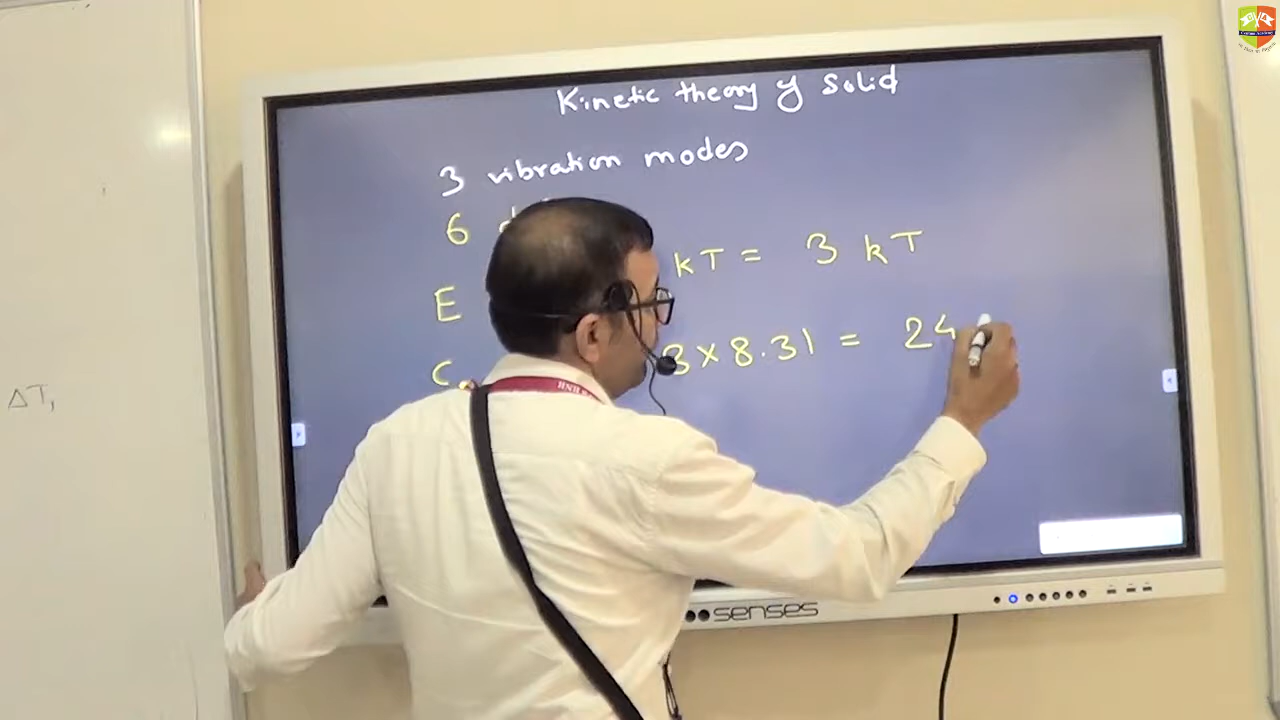 Kinetic theory of Solid
3 vibration modes
6 d
E kT = 3 kT
C 3 × 8.31 = 24
ΔT,
senses